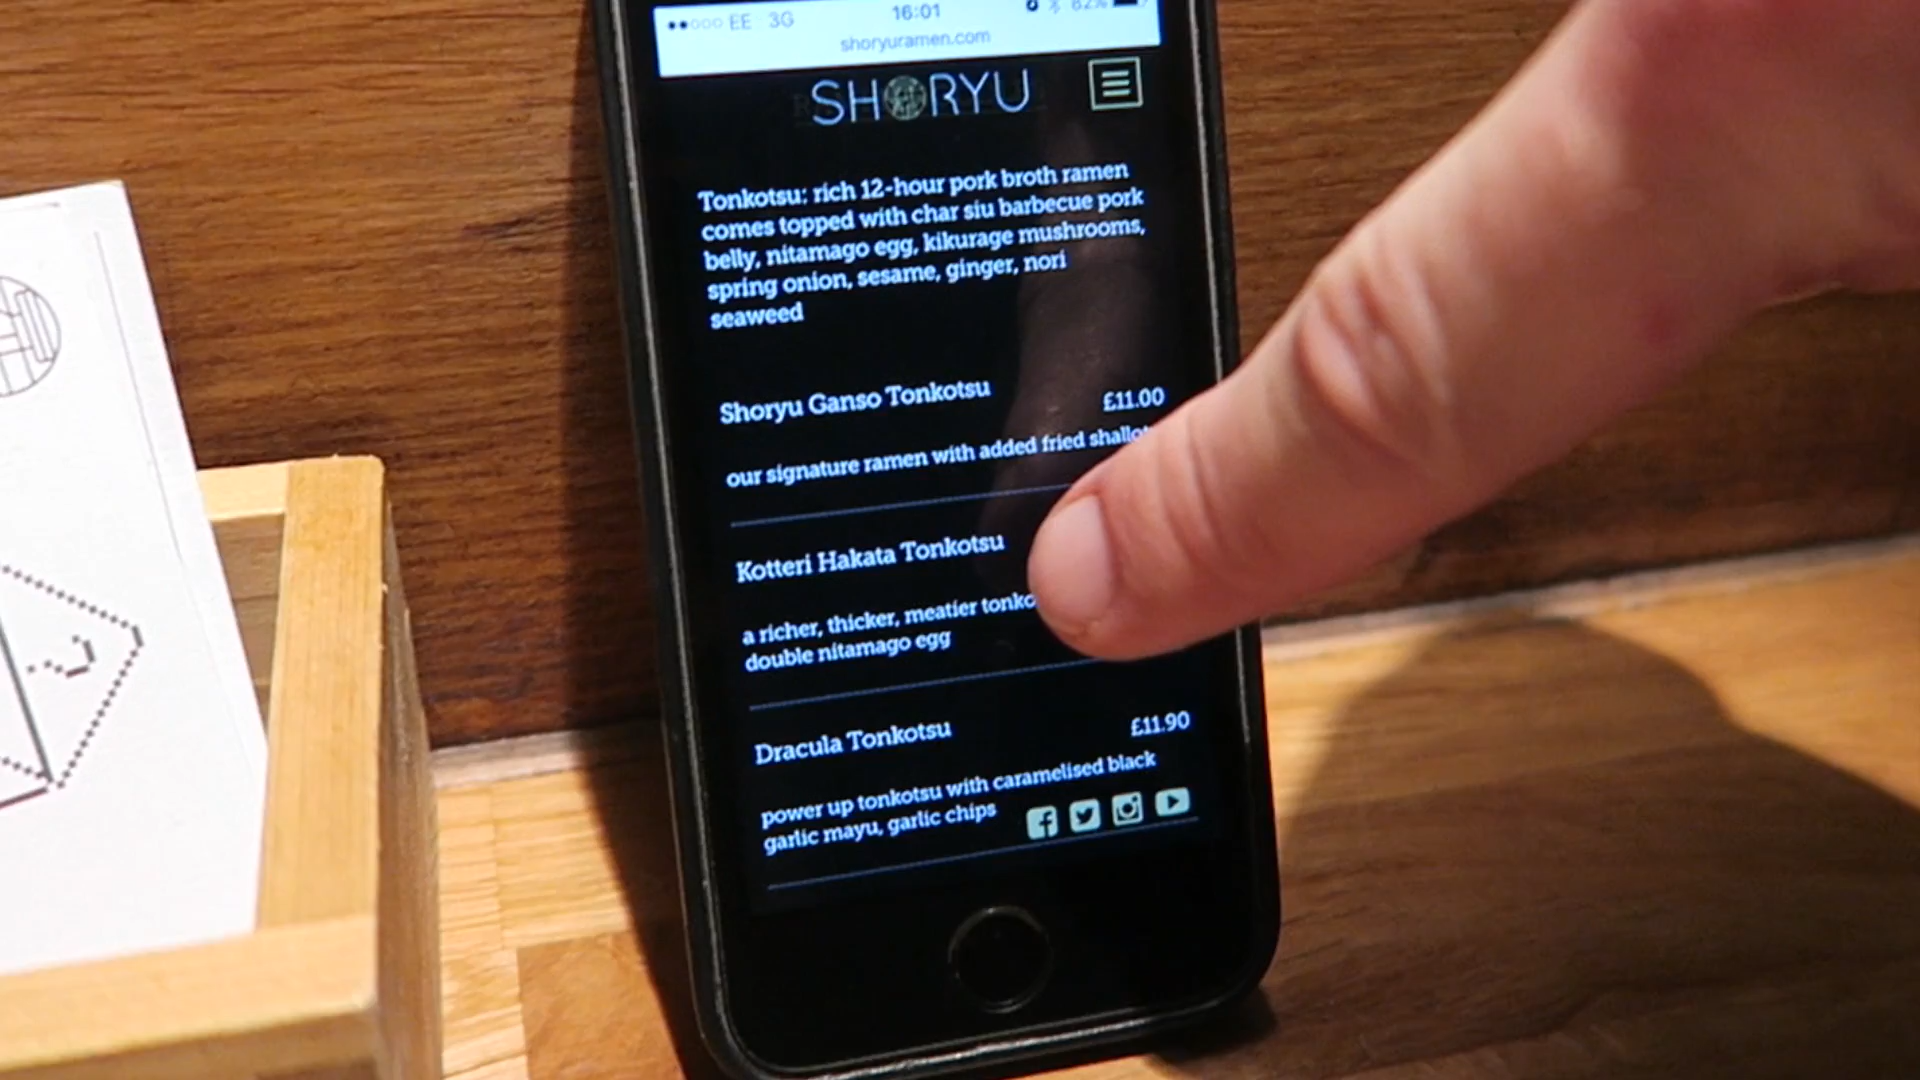 EE 3G 16:01 82%
shoryuramen.com
SHORYU
Tonkotsu: rich 12-hour pork broth ramen
comes topped with char siu barbecue pork
belly, nitamago egg, kikurage mushrooms,
spring onion, sesame, ginger, nori
seaweed
Shoryu Ganso Tonkotsu £11.00
our signature ramen with added fried
Kotteri Hakata Tonkotsu
a richer, thicker, meatier
double nitamago egg
Dracula Tonkotsu £11.90
power up tonkotsu with caramelised black
garlic mayu, garlic chips